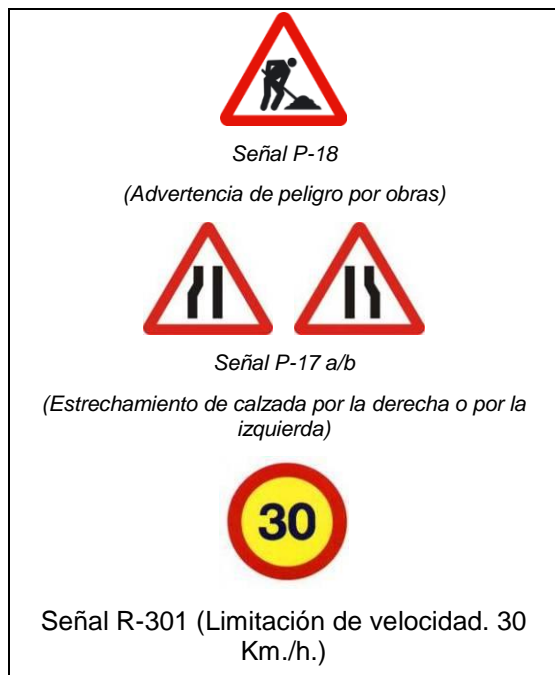 Señal P-18
(Advertencia de peligro por obras)
Señal P-17 a/b
(Estrechamiento de calzada por la derecha o por la
izquierda)
30
Señal R-301 (Limitación de velocidad. 30
Km./h.)